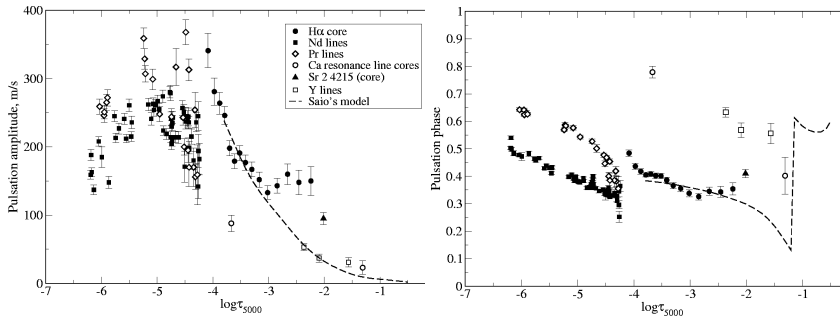 400
300
200
100
0
Pulsation amplitude, m/s
-7 -6 -5 -4 -3 -2 -1
logτ5000
Hα core
Nd lines
Pr lines
Ca resonance line cores
Sr 2 4215 (core)
Y lines
Saio's model
1
0.9
0.8
0.7
0.6
0.5
0.4
0.3
0.2
0.1
0
Pulsation phase
-7 -6 -5 -4 -3 -2 -1
logτ5000